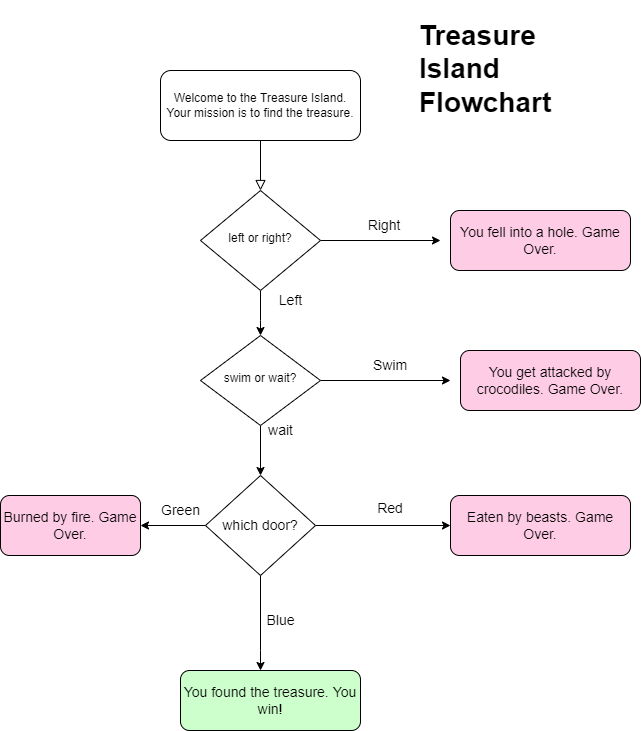 Treasure
Island
Flowchart
Welcome to the Treasure Island.
Your mission is to find the treasure.
left or right?
Right
You fell into a hole. Game
Over.
Left
swim or wait?
Swim
You get attacked by
crocodiles. Game Over.
wait
Burned by fire. Game
Over.
Green
which door?
Red
Eaten by beasts. Game
Over.
Blue
You found the treasure. You
win!